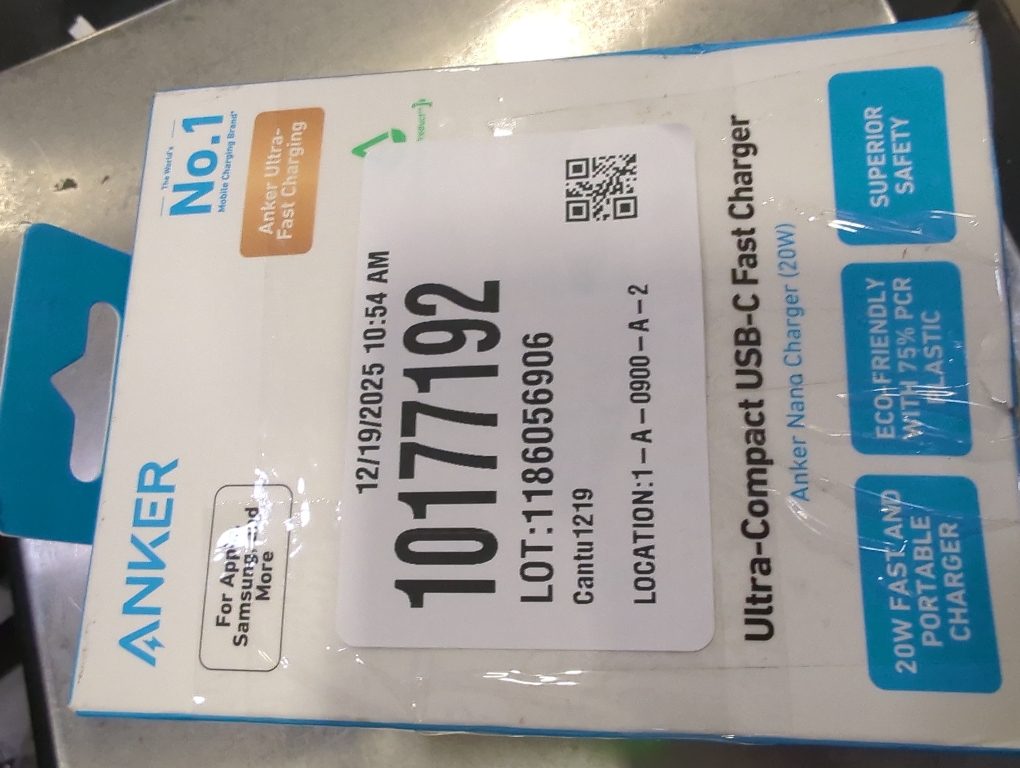 ANKER
The World's
No.1
Mobile Charging Brand*
For Apple,
Samsung, and
More
Anker Ultra-
Fast Charging
12/19/2025 10:54 AM
10177192
LOT:1186056906
Cantu1219
LOCATION:1-A-0900-A-2
Ultra-Compact USB-C Fast Charger
Anker Nano Charger (20W)
20W FAST AND
PORTABLE
CHARGER
ECO-FRIENDLY
WITH 75% PCR
PLASTIC
SUPERIOR
SAFETY